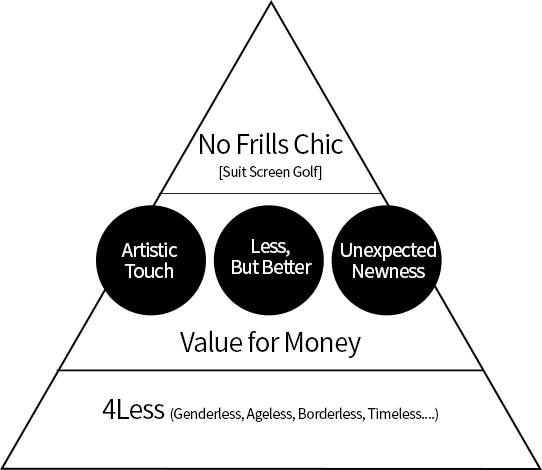 No Frills Chic
[Suit Screen Golf]
Artistic
Touch
Less,
But Better
Unexpected
Newness
Value for Money
4Less (Genderless, Ageless, Borderless, Timeless....)